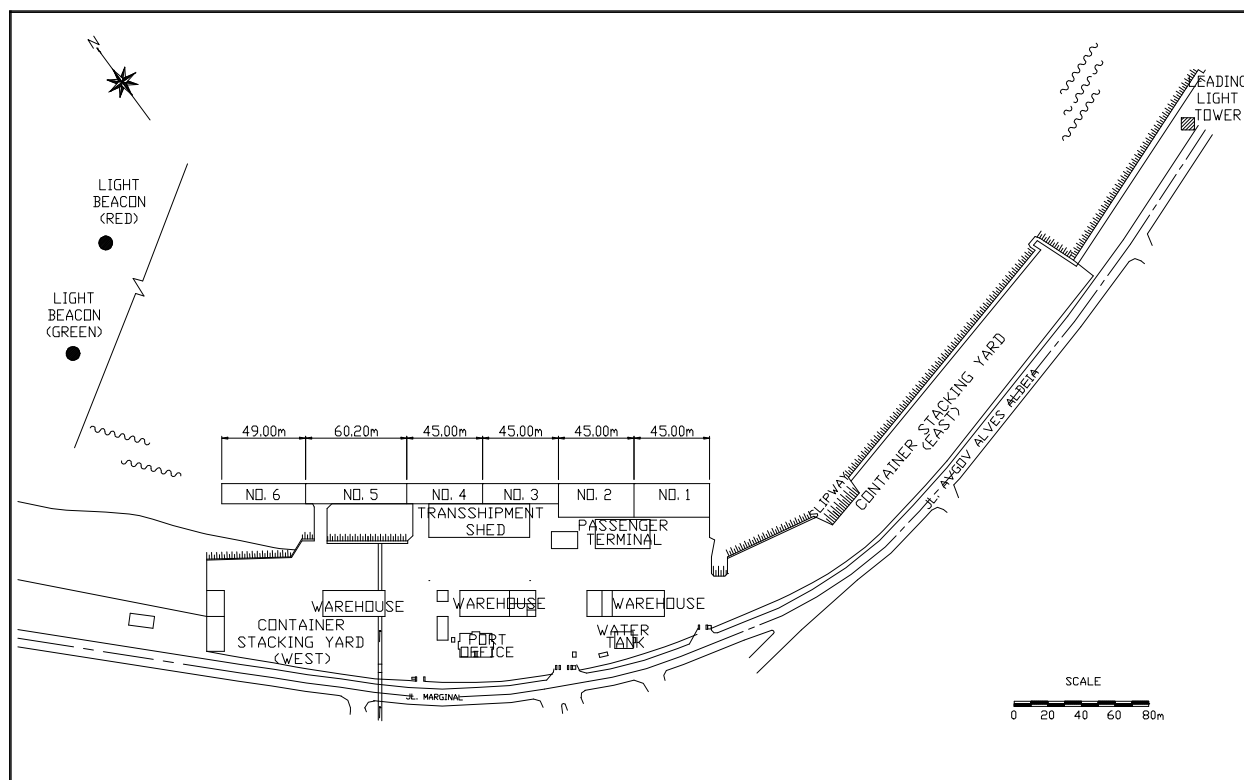 N
LEADING
LIGHT
TOWER
LIGHT
BEACON
(RED)
LIGHT
BEACON
(GREEN)
49.00m
60.20m
45.00m
45.00m
45.00m
45.00m
NO. 6
NO. 5
NO. 4
NO. 3
NO. 2
NO. 1
TRANSSHIPMENT
SHED
PASSENGER
TERMINAL
SLIPWAY
CONTAINER STACKING YARD
(EAST)
JL. AVGOV ALVES ALDEIA
WAREHOUSE
WAREHOUSE
WAREHOUSE
CONTAINER
STACKING YARD
(WEST)
PORT
OFFICE
WATER
TANK
JL. MARGINAL
SCALE
0 20 40 60 80m